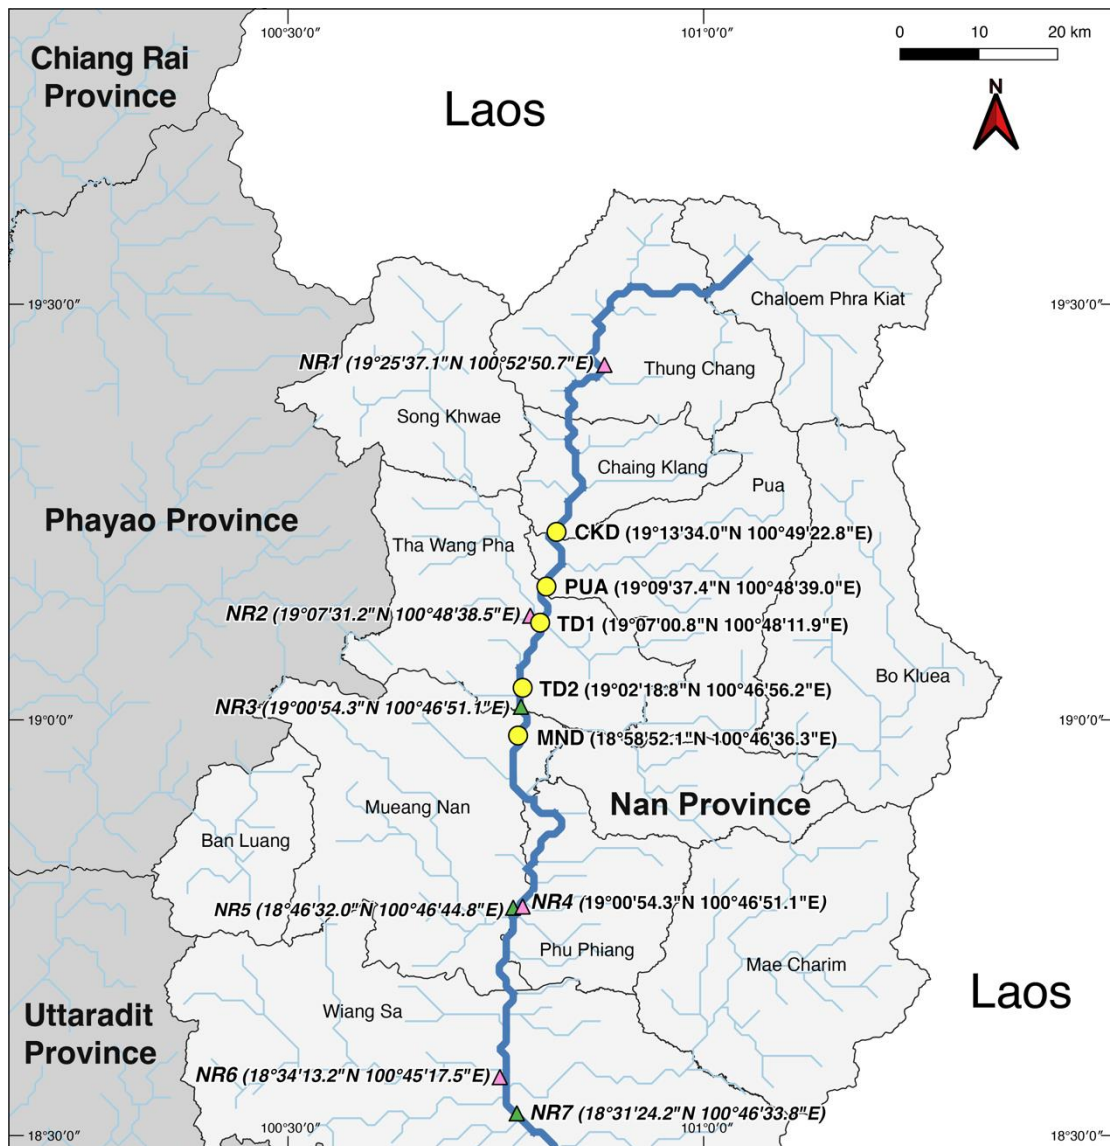 100°30'0"
101°0'0"
0 10 20 km
Chiang Rai
Province
Laos
N
Chaloem Phra Kiat
19°30'0"
19°30'0"
NR1 (19°25'37.1"N 100°52'50.7"E)
Thung Chang
Song Khwae
Chaing Klang
Pua
Phayao Province
CKD (19°13'34.0"N 100°49'22.8"E)
Tha Wang Pha
PUA (19°09'37.4"N 100°48'39.0"E)
NR2 (19°07'31.2"N 100°48'38.5"E)
TD1 (19°07'00.8"N 100°48'11.9"E)
Bo Kluea
TD2 (19°02'18.8"N 100°46'56.2"E)
NR3 (19°00'54.3"N 100°46'51.1"E)
19°0'0"
19°0'0"
MND (18°58'52.1"N 100°46'36.3"E)
Mueang Nan
Nan Province
Ban Luang
NR4 (19°00'54.3"N 100°46'51.1"E)
NR5 (18°46'32.0"N 100°46'44.8"E)
Phu Phiang
Mae Charim
Laos
Wiang Sa
Uttaradit
Province
NR6 (18°34'13.2"N 100°45'17.5"E)
NR7 (18°31'24.2"N 100°46'33.8"E)
18°30'0"
100°30'0"
101°0'0"
18°30'0"